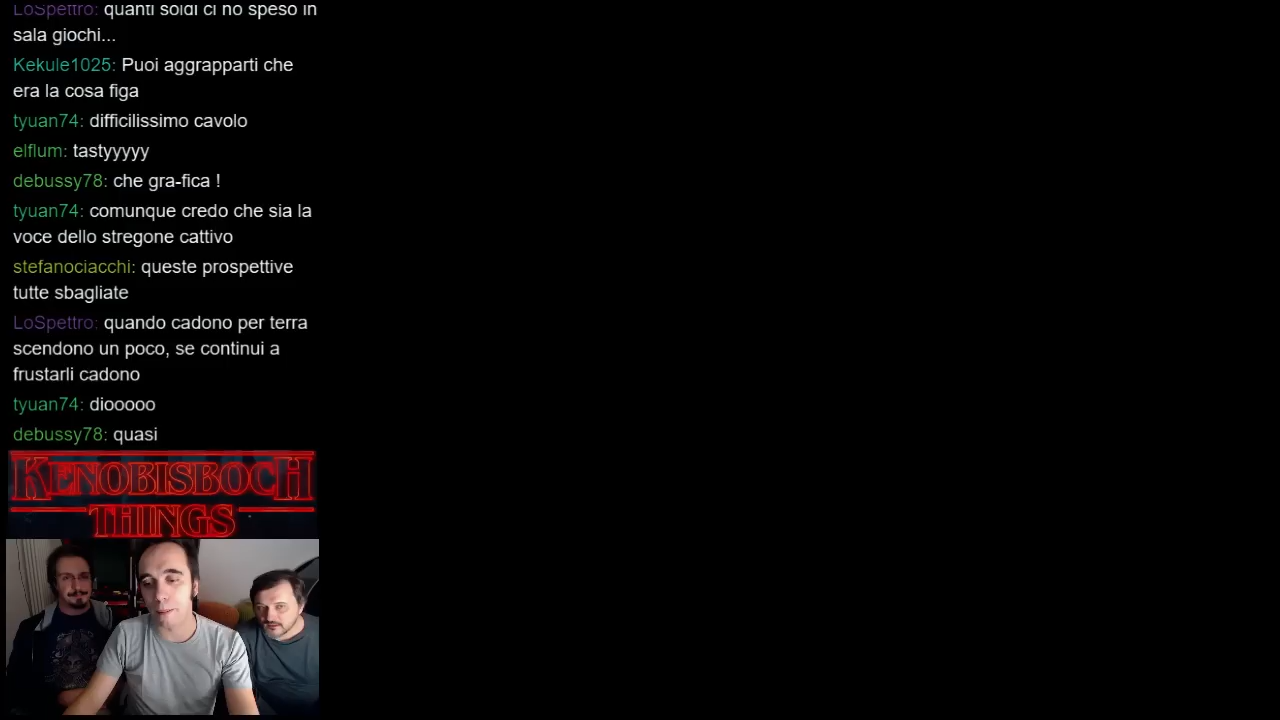 LoSpettro: quanti soldi ci ho speso in
sala giochi...
Kekule1025: Puoi aggrapparti che
era la cosa figa
tyuan74: difficilissimo cavolo
elflum: tastyyyyy
debussy78: che gra-fica !
tyuan74: comunque credo che sia la
voce dello stregone cattivo
stefanociacchi: queste prospettive
tutte sbagliate
LoSpettro: quando cadono per terra
scendono un poco, se continui a
frustarli cadono
tyuan74: diooooo
debussy78: quasi
KENOBISBOCH
THINGS